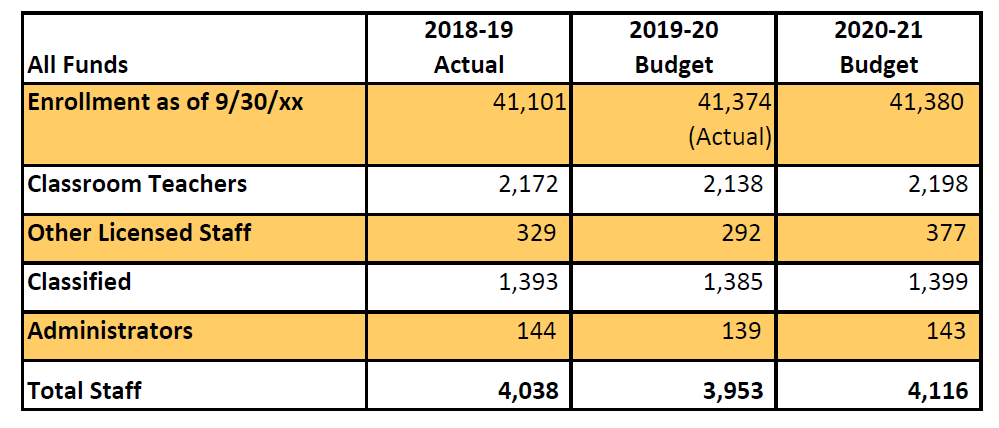 All Funds 2018-19 Actual 2019-20 Budget 2020-21 Budget
Enrollment as of 9/30/xx 41,101 41,374 (Actual) 41,380
Classroom Teachers 2,172 2,138 2,198
Other Licensed Staff 329 292 377
Classified 1,393 1,385 1,399
Administrators 144 139 143
Total Staff 4,038 3,953 4,116